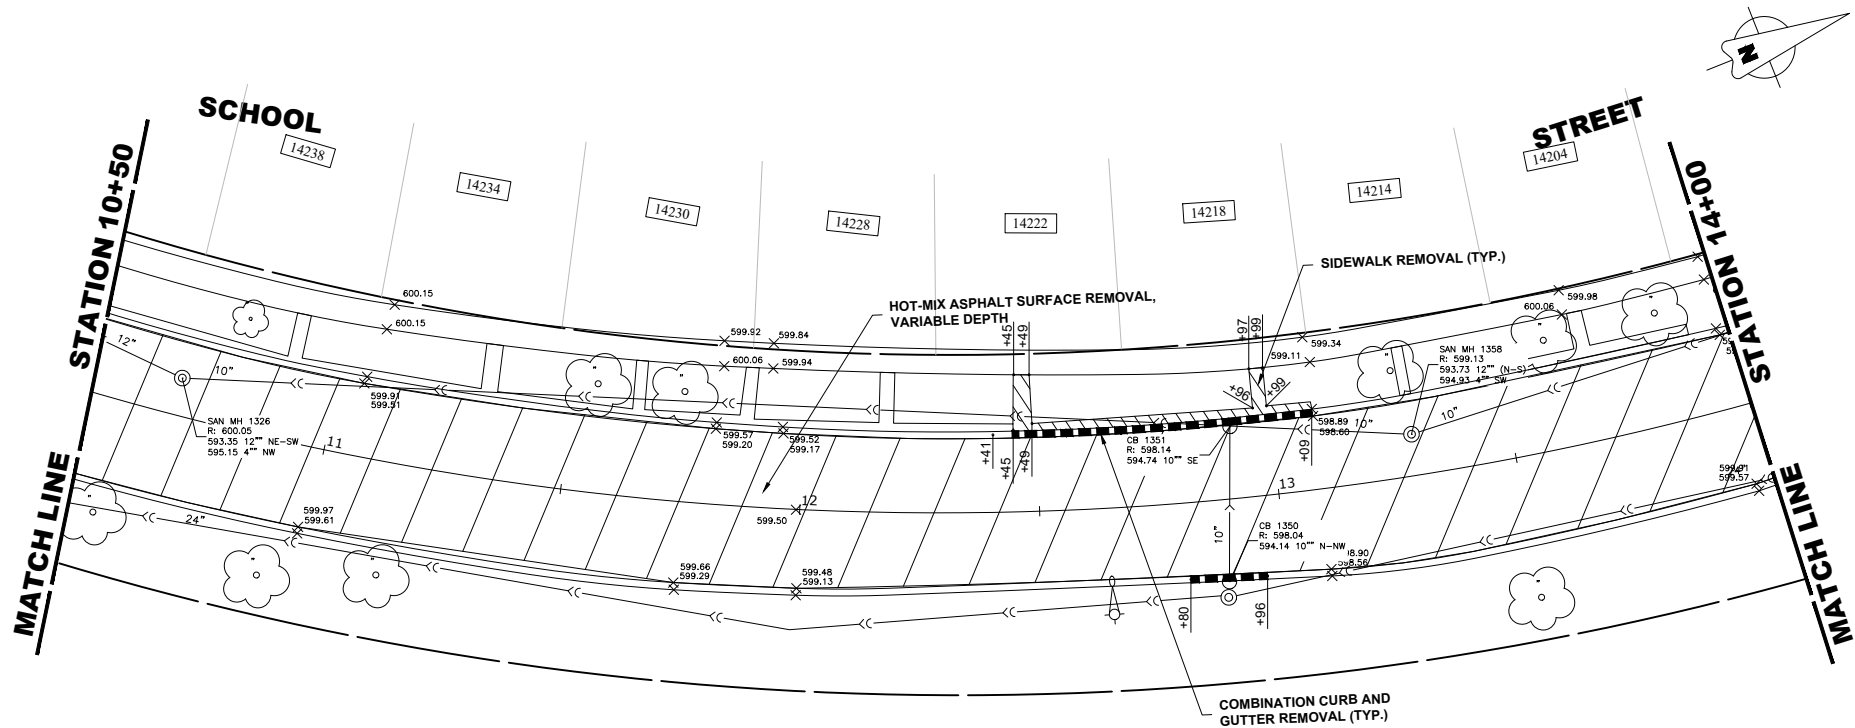 SCHOOL
STREET
N
14238
14234
14230
14228
14222
14218
14214
14204
STATION 10+50
STATION 14+00
MATCH LINE
MATCH LINE
SIDEWALK REMOVAL (TYP.)
HOT-MIX ASPHALT SURFACE REMOVAL,
VARIABLE DEPTH
600.15
600.15
599.92
599.84
600.06
599.94
+45
+49
+97
+99
599.34
599.11
600.06
599.98
SAN MH 1358
R: 599.13
593.73 12"" (N-S)
594.93 4"" SW
12"
10"
599.91
599.51
SAN MH 1326
R: 600.05
593.35 12"" NE-SW
595.15 4"" NW
11
599.57
599.20
599.52
599.17
+41
+45
+49
+96
+99
CB 1351
R: 598.14
594.74 10"" SE
598.89
598.60
+09
10"
10"
13
599.91
599.57
12
599.50
24"
599.97
599.61
10"
CB 1350
R: 598.04
594.14 10"" N-NW
598.56
599.66
599.29
599.48
599.13
+80
+96
COMBINATION CURB AND
GUTTER REMOVAL (TYP.)